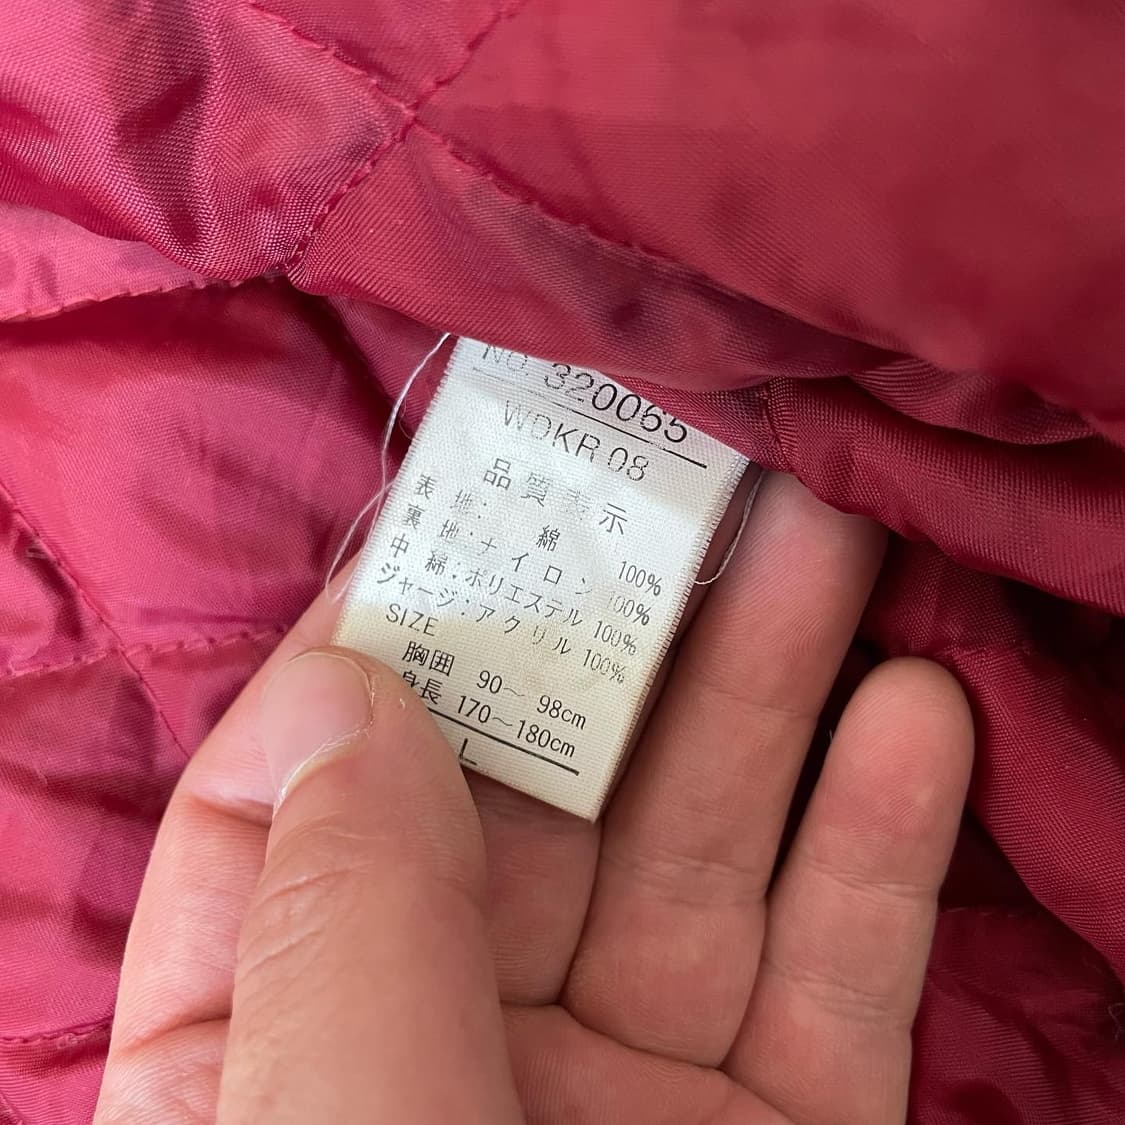 NO. 320065
WDKR 08
品質表示
表地: 綿 100%
裏地:ナイロン 100%
中綿:ポリエステル 100%
ジャージ:アクリル 100%
SIZE
胸囲 90～98cm
身長 170～180cm
L